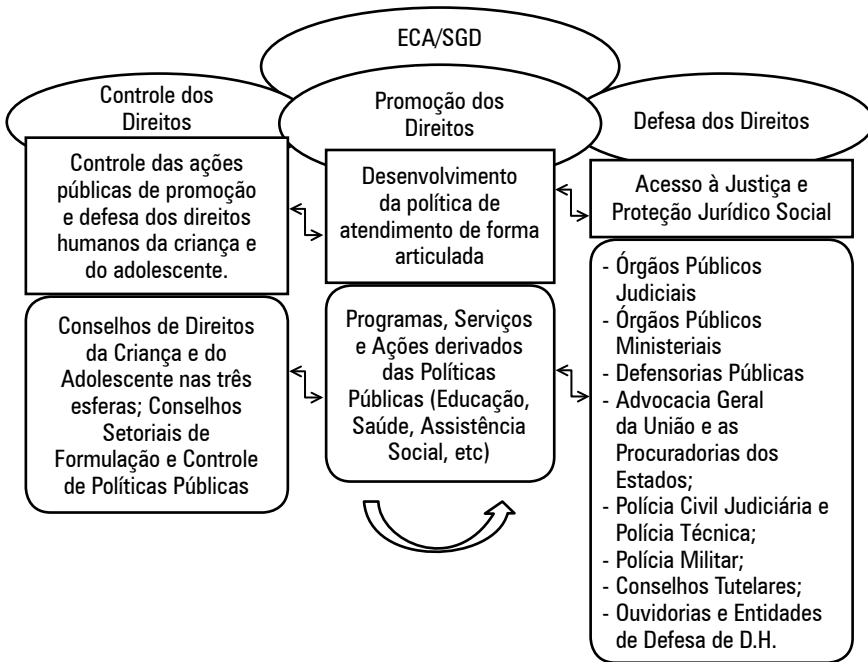 ECA/SGD
Controle dos
Direitos
Promoção dos
Direitos
Defesa dos Direitos
Controle das ações
públicas de promoção
e defesa dos direitos
humanos da criança e
do adolescente.
Desenvolvimento
da política de
atendimento de forma
articulada
Acesso à Justiça e
Proteção Jurídico Social
Conselhos de Direitos
da Criança e do
Adolescente nas três
esferas; Conselhos
Setoriais de
Formulação e Controle
de Políticas Públicas
Programas, Serviços
e Ações derivados
das Políticas
Públicas (Educação,
Saúde, Assistência
Social, etc)
- Órgãos Públicos
Judiciais
- Órgãos Públicos
Ministeriais
- Defensorias Públicas
- Advocacia Geral
da União e as
Procuradorias dos
Estados;
- Polícia Civil Judiciária e
Polícia Técnica;
- Polícia Militar;
- Conselhos Tutelares;
- Ouvidorias e Entidades
de Defesa de D.H.